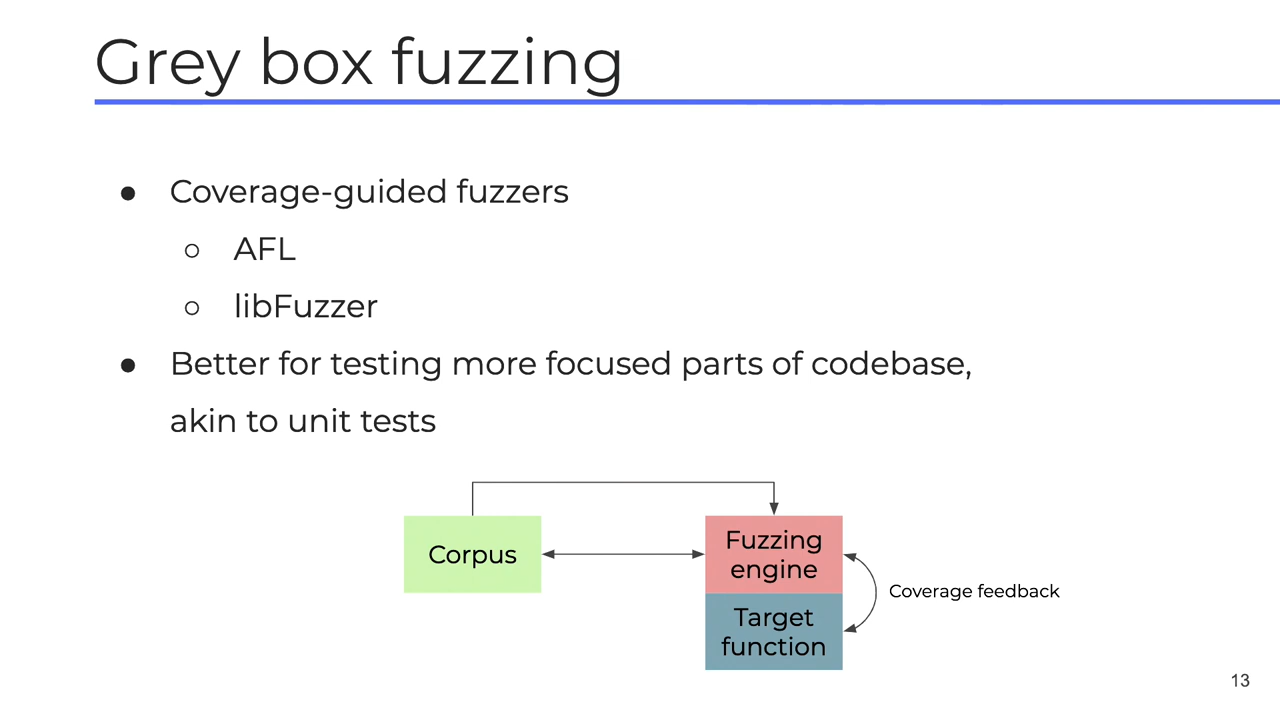 Grey box fuzzing
● Coverage-guided fuzzers
○ AFL
○ libFuzzer
● Better for testing more focused parts of codebase,
akin to unit tests
Corpus
Fuzzing
engine
Coverage feedback
Target
function
13